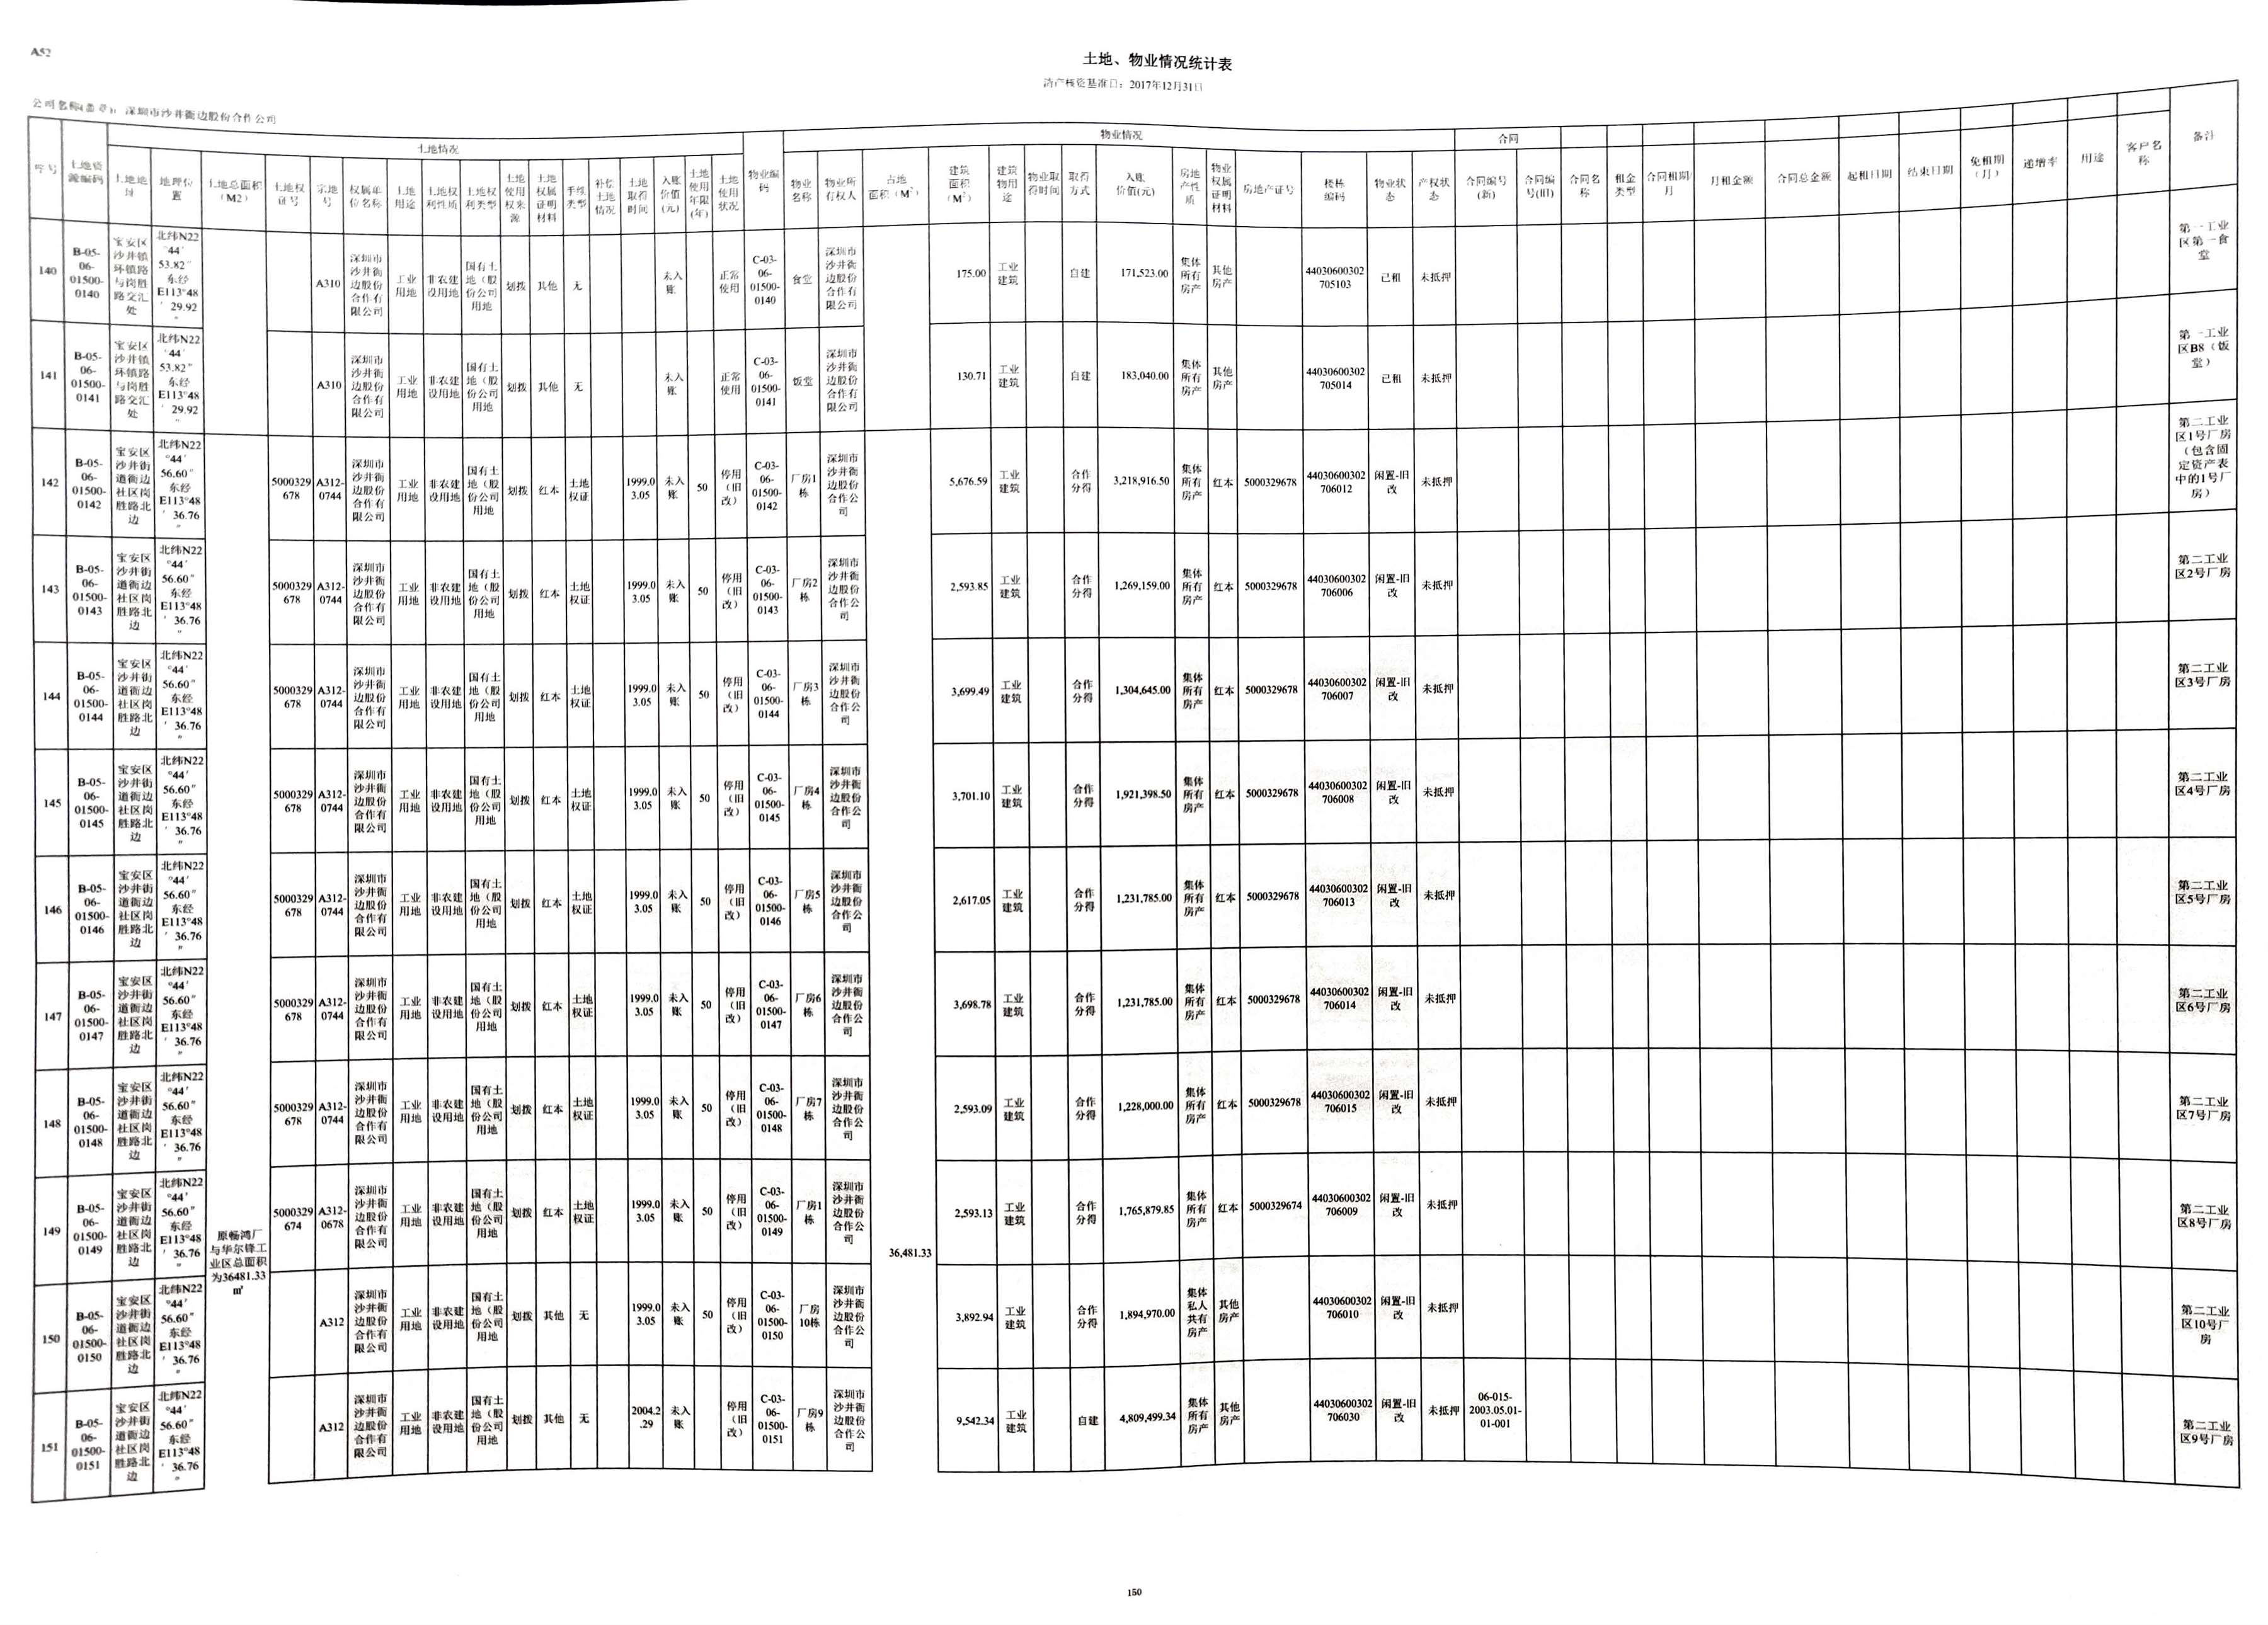 A52
土地、物业情况统计表
清产核资基准日：2017年12月31日
公司名称(盖章)：深圳市沙井衙边股份合作公司
序号 土地资源编码 土地情况 物业编码 物业情况 合同 备注
土地地址 地理位置 土地总面积（M2） 土地权证号 宗地号 权属单位名称 土地用途 土地权利性质 土地权利类型 土地使用权来源 土地权属证明材料 手续类型 补偿土地情况 土地取得时间 入账价值(元) 土地使用年限(年) 土地使用状况 物业名称 物业所有权人 占地面积（M²） 建筑面积（M²） 建筑物用途 物业取得时间 取得方式 入账价值(元) 房地产性质 物业权属证明材料 房地产证号 楼栋编码 物业状态 产权状态 合同编号(新) 合同编号(旧) 合同名称 租金类型 合同租期/月 月租金额 合同总金额 起租日期 结束日期 免租期（月） 递增率 用途 客户名称
140 B-05-06-01500-0140 宝安区沙井镇环镇路与岗胜路交汇处 北纬N22°44′53.82″东经E113°48′29.92″ A310 深圳市沙井衙边股份合作有限公司 工业用地 非农建设用地 国有土地（股份公司用地 划拨 其他 无 未入账 正常使用 C-03-06-01500-0140 食堂 深圳市沙井衙边股份合作有限公司 175.00 工业建筑 自建 171,523.00 集体所有房产 其他房产 44030600302705103 已租 未抵押 第一工业区第一食堂
141 B-05-06-01500-0141 宝安区沙井镇环镇路与岗胜路交汇处 北纬N22°44′53.82″东经E113°48′29.92″ A310 深圳市沙井衙边股份合作有限公司 工业用地 非农建设用地 国有土地（股份公司用地 划拨 其他 无 未入账 正常使用 C-03-06-01500-0141 饭堂 深圳市沙井衙边股份合作有限公司 130.71 工业建筑 自建 183,040.00 集体所有房产 其他房产 44030600302705014 已租 未抵押 第一工业区B8（饭堂）
142 B-05-06-01500-0142 宝安区沙井街道衙边社区岗胜路北边 北纬N22°44′56.60″东经E113°48′36.76″ 5000329678 A312-0744 深圳市沙井衙边股份合作有限公司 工业用地 非农建设用地 国有土地（股份公司用地 划拨 红本 土地权证 1999.03.05 未入账 50 停用（旧改） C-03-06-01500-0142 厂房1栋 深圳市沙井衙边股份合作公司 5,676.59 工业建筑 合作分得 3,218,916.50 集体所有房产 红本 5000329678 44030600302706012 闲置-旧改 未抵押 第二工业区1号厂房（包含固定资产表中的1号厂房）
143 B-05-06-01500-0143 宝安区沙井街道衙边社区岗胜路北边 北纬N22°44′56.60″东经E113°48′36.76″ 5000329678 A312-0744 深圳市沙井衙边股份合作有限公司 工业用地 非农建设用地 国有土地（股份公司用地 划拨 红本 土地权证 1999.03.05 未入账 50 停用（旧改） C-03-06-01500-0143 厂房2栋 深圳市沙井衙边股份合作公司 2,593.85 工业建筑 合作分得 1,269,159.00 集体所有房产 红本 5000329678 44030600302706006 闲置-旧改 未抵押 第二工业区2号厂房
144 B-05-06-01500-0144 宝安区沙井街道衙边社区岗胜路北边 北纬N22°44′56.60″东经E113°48′36.76″ 5000329678 A312-0744 深圳市沙井衙边股份合作有限公司 工业用地 非农建设用地 国有土地（股份公司用地 划拨 红本 土地权证 1999.03.05 未入账 50 停用（旧改） C-03-06-01500-0144 厂房3栋 深圳市沙井衙边股份合作公司 3,699.49 工业建筑 合作分得 1,304,645.00 集体所有房产 红本 5000329678 44030600302706007 闲置-旧改 未抵押 第二工业区3号厂房
145 B-05-06-01500-0145 宝安区沙井街道衙边社区岗胜路北边 北纬N22°44′56.60″东经E113°48′36.76″ 5000329678 A312-0744 深圳市沙井衙边股份合作有限公司 工业用地 非农建设用地 国有土地（股份公司用地 划拨 红本 土地权证 1999.03.05 未入账 50 停用（旧改） C-03-06-01500-0145 厂房4栋 深圳市沙井衙边股份合作公司 3,701.10 工业建筑 合作分得 1,921,398.50 集体所有房产 红本 5000329678 44030600302706008 闲置-旧改 未抵押 第二工业区4号厂房
146 B-05-06-01500-0146 宝安区沙井街道衙边社区岗胜路北边 北纬N22°44′56.60″东经E113°48′36.76″ 5000329678 A312-0744 深圳市沙井衙边股份合作有限公司 工业用地 非农建设用地 国有土地（股份公司用地 划拨 红本 土地权证 1999.03.05 未入账 50 停用（旧改） C-03-06-01500-0146 厂房5栋 深圳市沙井衙边股份合作公司 2,617.05 工业建筑 合作分得 1,231,785.00 集体所有房产 红本 5000329678 44030600302706013 闲置-旧改 未抵押 第二工业区5号厂房
147 B-05-06-01500-0147 宝安区沙井街道衙边社区岗胜路北边 北纬N22°44′56.60″东经E113°48′36.76″ 5000329678 A312-0744 深圳市沙井衙边股份合作有限公司 工业用地 非农建设用地 国有土地（股份公司用地 划拨 红本 土地权证 1999.03.05 未入账 50 停用（旧改） C-03-06-01500-0147 厂房6栋 深圳市沙井衙边股份合作公司 3,698.78 工业建筑 合作分得 1,231,785.00 集体所有房产 红本 5000329678 44030600302706014 闲置-旧改 未抵押 第二工业区6号厂房
148 B-05-06-01500-0148 宝安区沙井街道衙边社区岗胜路北边 北纬N22°44′56.60″东经E113°48′36.76″ 5000329678 A312-0744 深圳市沙井衙边股份合作有限公司 工业用地 非农建设用地 国有土地（股份公司用地 划拨 红本 土地权证 1999.03.05 未入账 50 停用（旧改） C-03-06-01500-0148 厂房7栋 深圳市沙井衙边股份合作公司 2,593.09 工业建筑 合作分得 1,228,000.00 集体所有房产 红本 5000329678 44030600302706015 闲置-旧改 未抵押 第二工业区7号厂房
149 B-05-06-01500-0149 宝安区沙井街道衙边社区岗胜路北边 北纬N22°44′56.60″东经E113°48′36.76″ 原畅鸿厂与华尔锋工业区总面积为36481.33㎡ 5000329674 A312-0678 深圳市沙井衙边股份合作有限公司 工业用地 非农建设用地 国有土地（股份公司用地 划拨 红本 土地权证 1999.03.05 未入账 50 停用（旧改） C-03-06-01500-0149 厂房1栋 深圳市沙井衙边股份合作公司 36,481.33 2,593.13 工业建筑 合作分得 1,765,879.85 集体所有房产 红本 5000329674 44030600302706009 闲置-旧改 未抵押 第二工业区8号厂房
150 B-05-06-01500-0150 宝安区沙井街道衙边社区岗胜路北边 北纬N22°44′56.60″东经E113°48′36.76″ A312 深圳市沙井衙边股份合作有限公司 工业用地 非农建设用地 国有土地（股份公司用地 划拨 其他 无 1999.03.05 未入账 50 停用（旧改） C-03-06-01500-0150 厂房10栋 深圳市沙井衙边股份合作公司 3,892.94 工业建筑 合作分得 1,894,970.00 集体私人共有房产 其他房产 44030600302706010 闲置-旧改 未抵押 第二工业区10号厂房
151 B-05-06-01500-0151 宝安区沙井街道衙边社区岗胜路北边 北纬N22°44′56.60″东经E113°48′36.76″ A312 深圳市沙井衙边股份合作有限公司 工业用地 非农建设用地 国有土地（股份公司用地 划拨 其他 无 2004.2.29 未入账 停用（旧改） C-03-06-01500-0151 厂房9栋 深圳市沙井衙边股份合作公司 9,542.34 工业建筑 自建 4,809,499.34 集体所有房产 其他房产 44030600302706030 闲置-旧改 未抵押 06-015-2003.05.01-01-001 第二工业区9号厂房
150